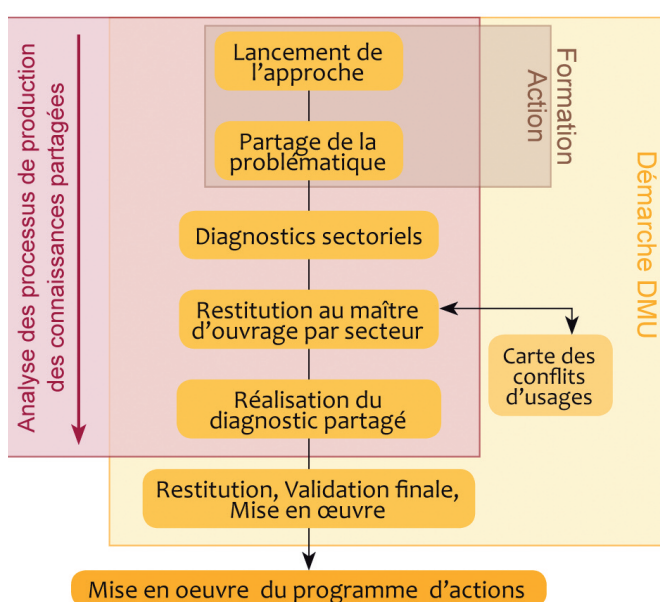 Lancement de
l'approche
Partage de la
problématique
Formation
Action
Diagnostics sectoriels
Restitution au maître
d'ouvrage par secteur
Carte des
conflits
d'usages
Réalisation du
diagnostic partagé
Restitution, Validation finale,
Mise en œuvre
Mise en oeuvre du programme d'actions
Analyse des processus de production
des connaissances partagées
Démarche DMU